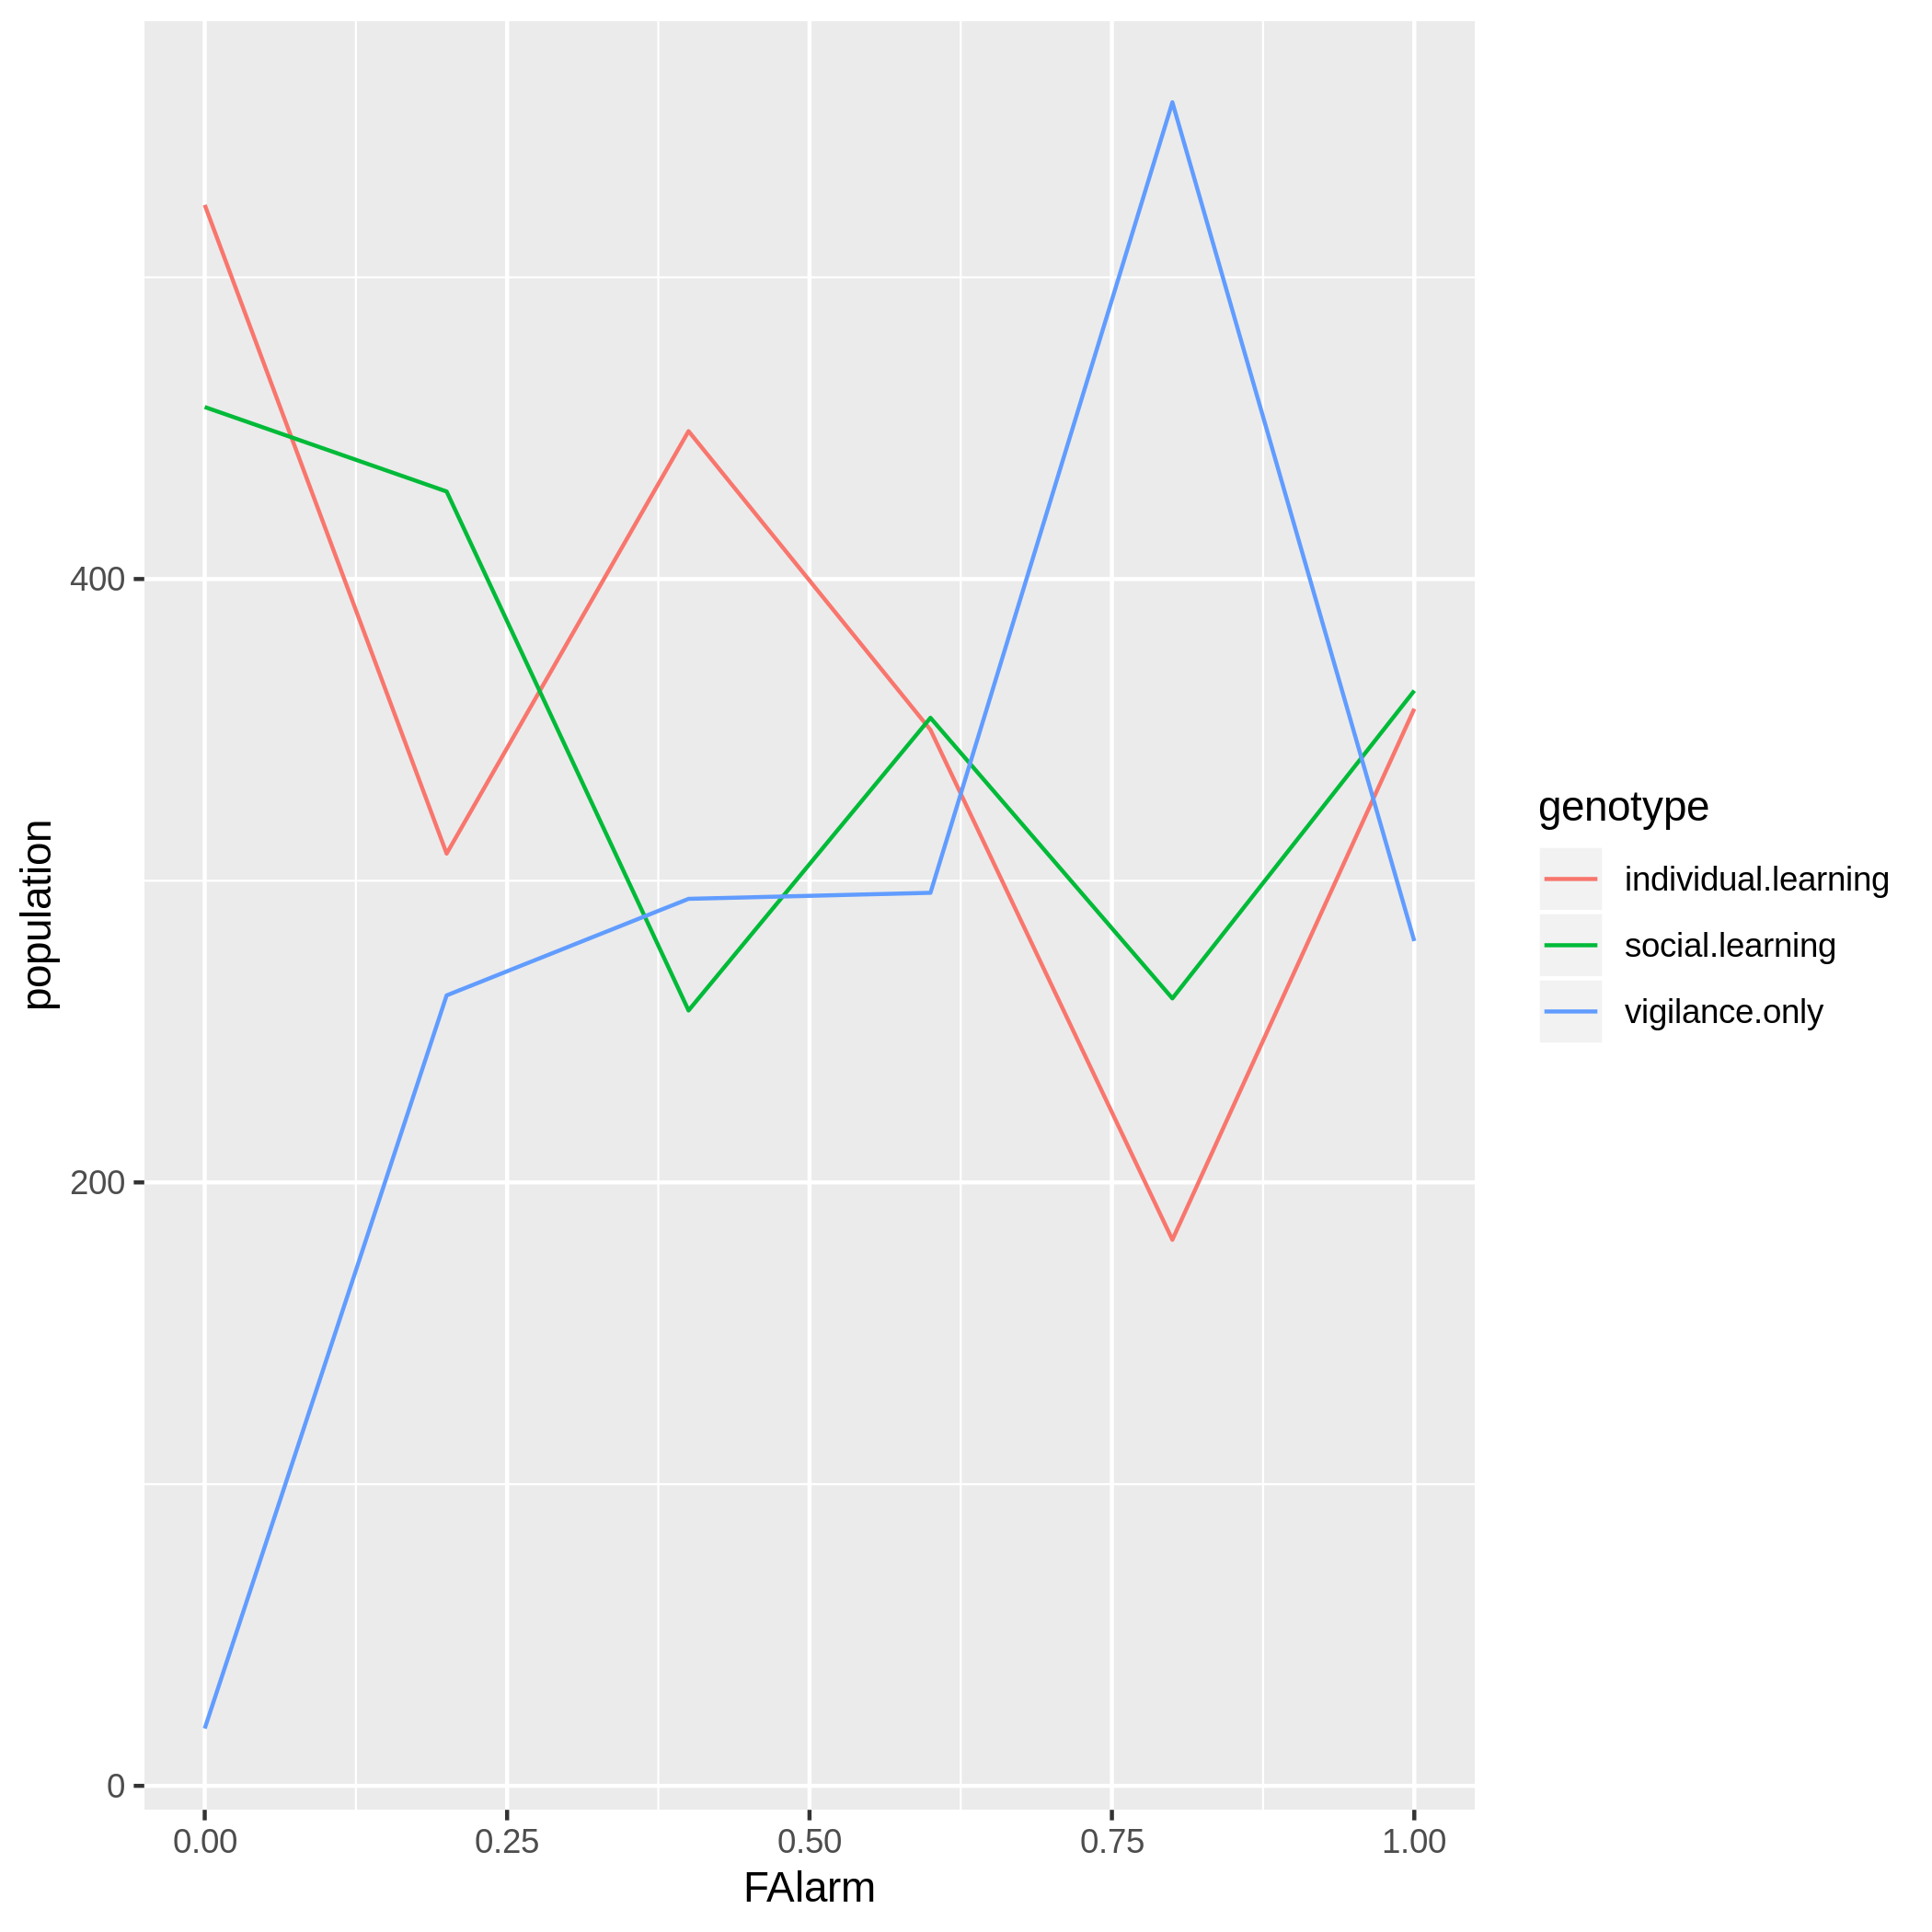 population
400
200
0
0.00 0.25 0.50 0.75 1.00
FAlarm
genotype
individual.learning
social.learning
vigilance.only